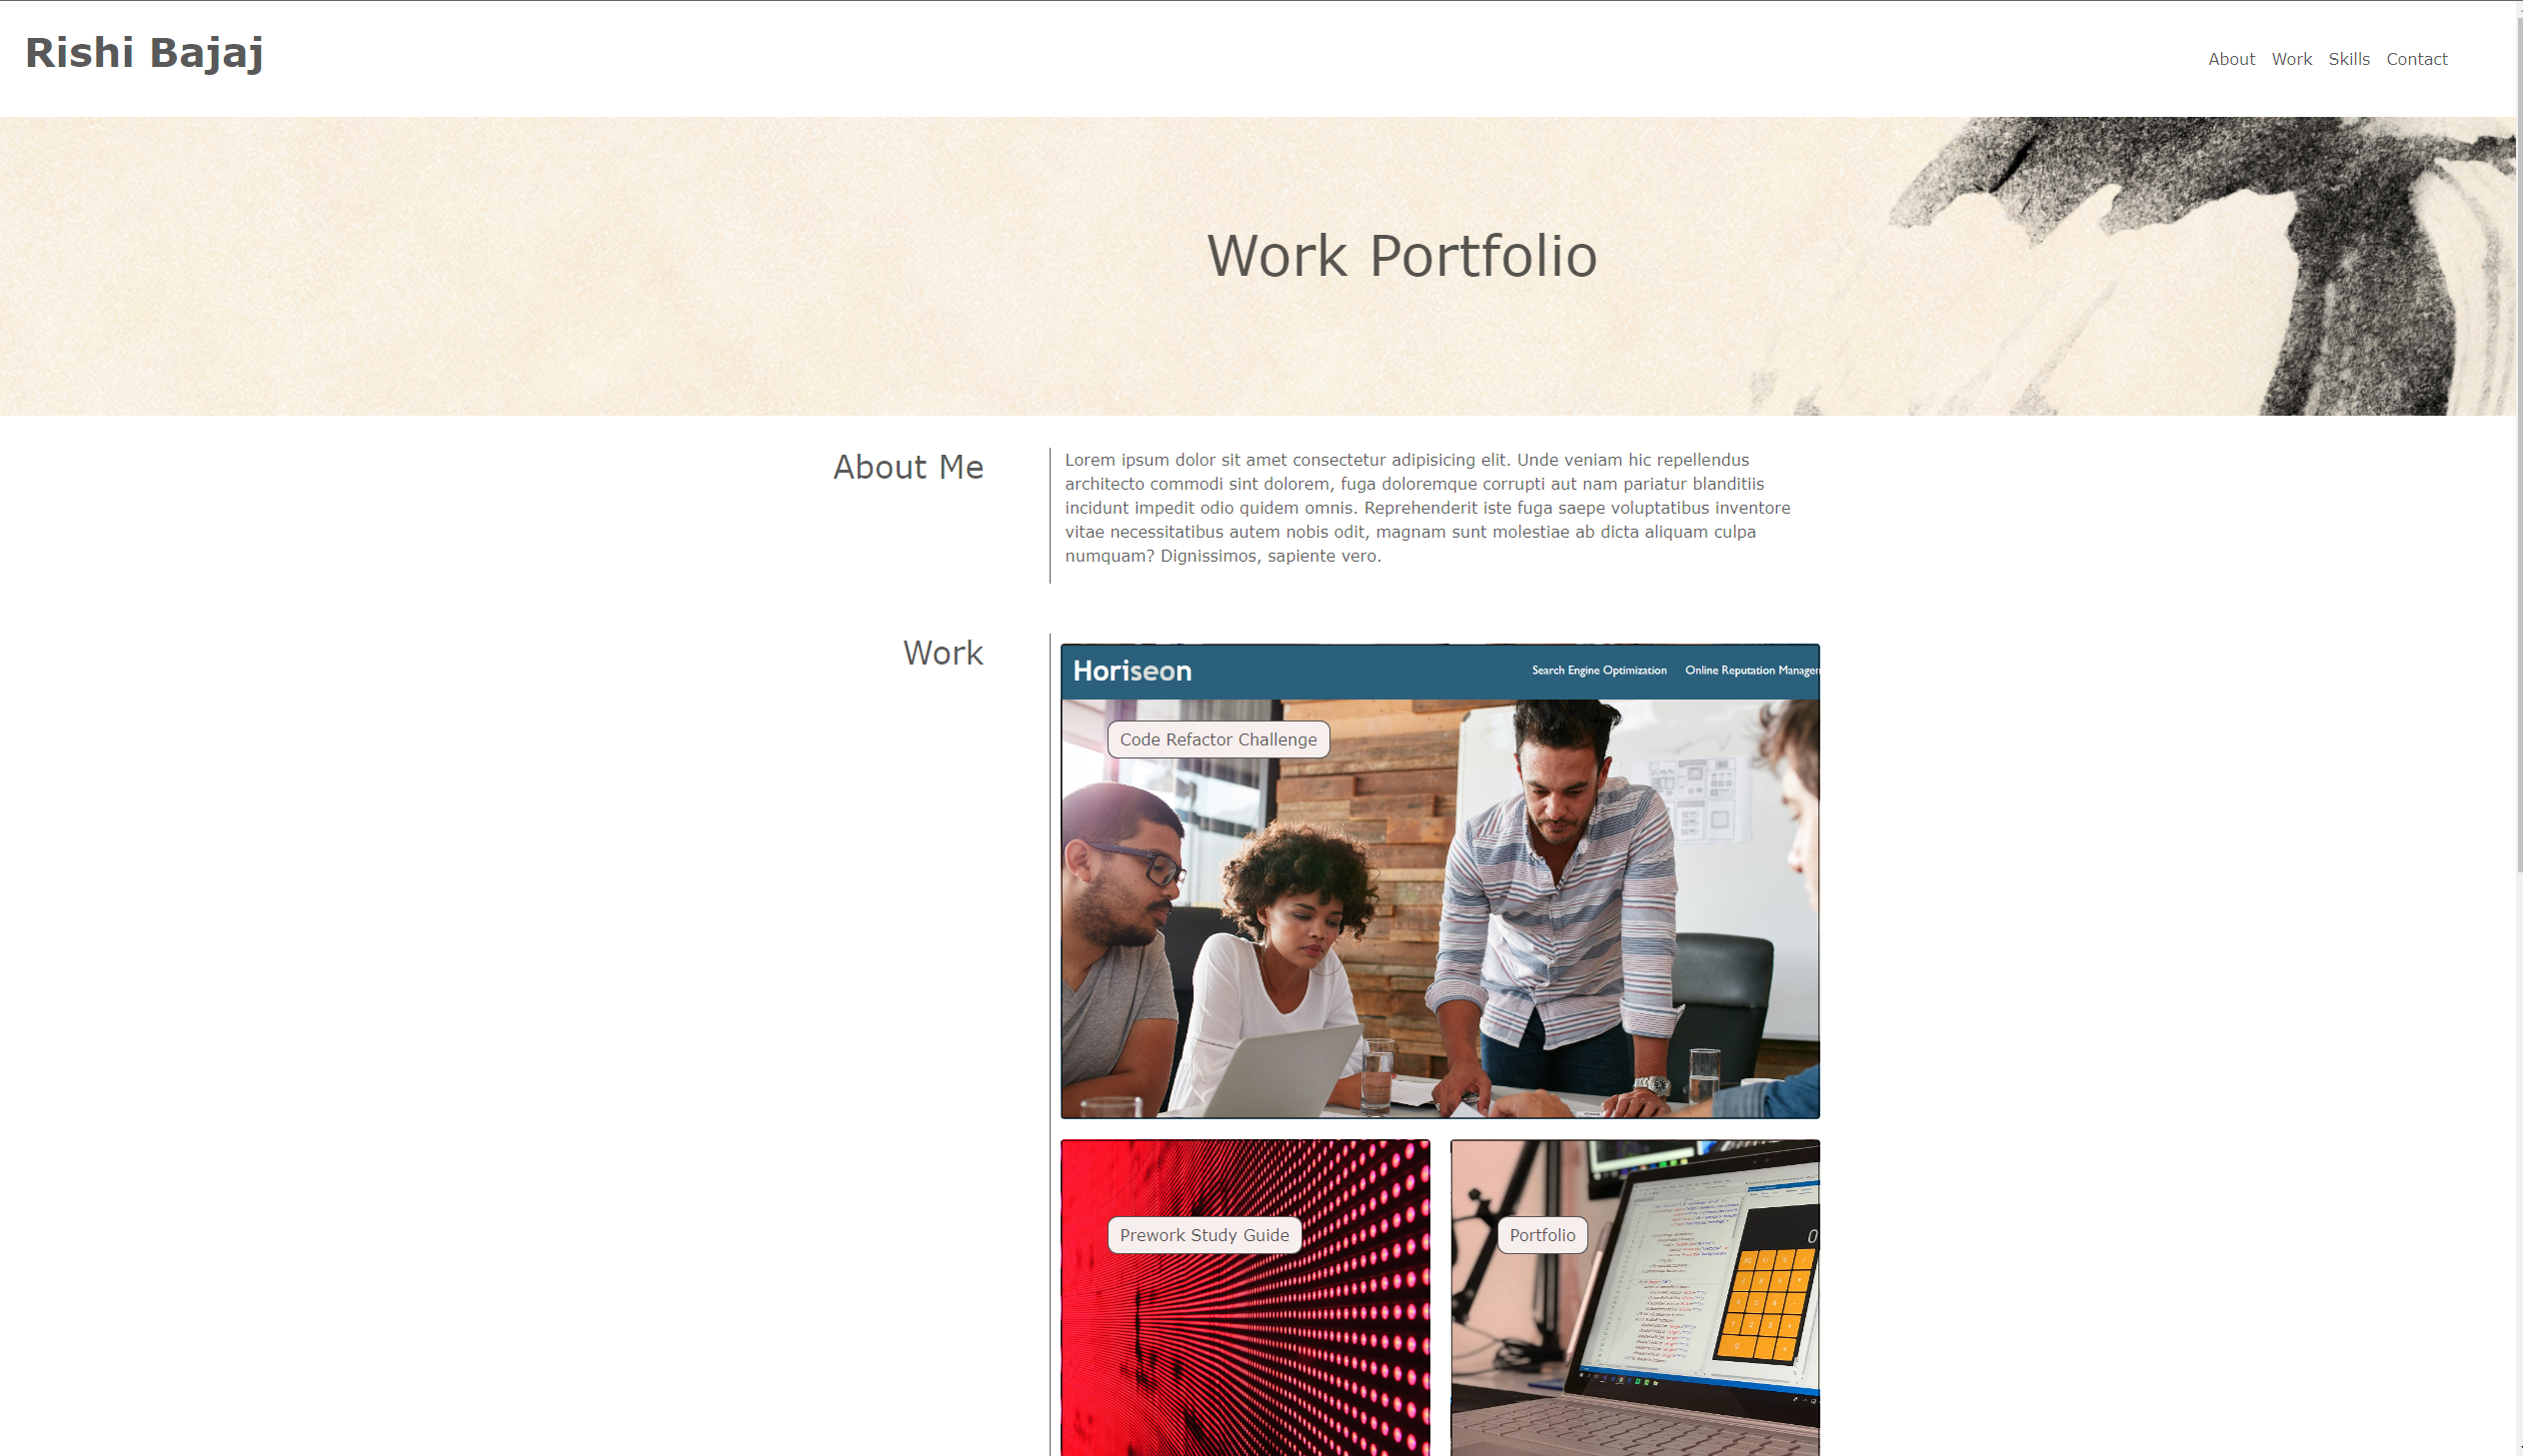 Rishi Bajaj
About Work Skills Contact
Work Portfolio
About Me
Lorem ipsum dolor sit amet consectetur adipisicing elit. Unde veniam hic repellendus
architecto commodi sint dolorem, fuga doloremque corrupti aut nam pariatur blanditiis
incidunt impedit odio quidem omnis. Reprehenderit iste fuga saepe voluptatibus inventore
vitae necessitatibus autem nobis odit, magnam sunt molestiae ab dicta aliquam culpa
numquam? Dignissimos, sapiente vero.
Work
Horiseon
Search Engine Optimization Online Reputation Manager
Code Refactor Challenge
Prework Study Guide
Portfolio